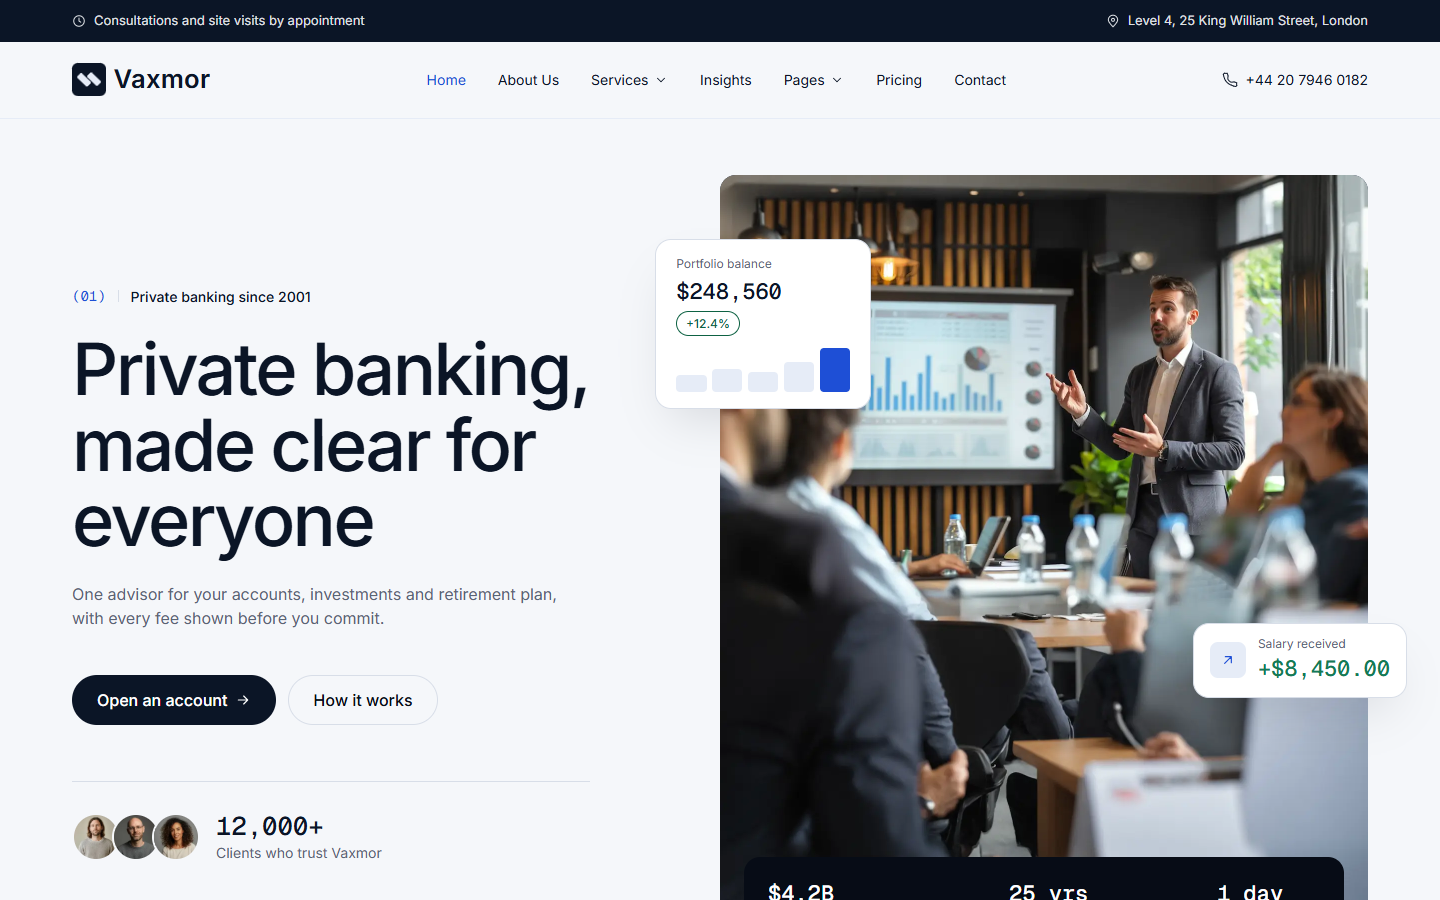 Consultations and site visits by appointment
Level 4, 25 King William Street, London
Vaxmor
Home
About Us
Services
Insights
Pages
Pricing
Contact
+44 20 7946 0182
(01)
Private banking since 2001
Private banking,
made clear for
everyone
One advisor for your accounts, investments and retirement plan,
with every fee shown before you commit.
Open an account
How it works
12,000+
Clients who trust Vaxmor
Portfolio balance
$248,560
+12.4%
Salary received
+$8,450.00
$4.2B
25 yrs
1 day